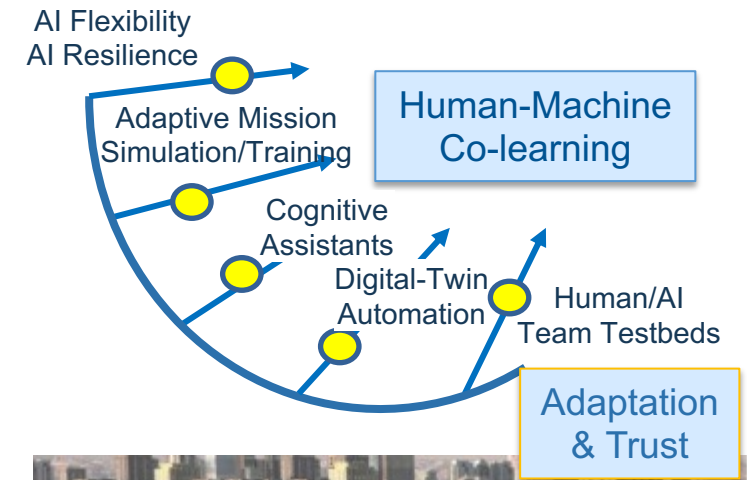 AI Flexibility
AI Resilience
Adaptive Mission
Simulation/Training
Human-Machine
Co-learning
Cognitive
Assistants
Digital-Twin
Automation
Human/AI
Team Testbeds
Adaptation
& Trust